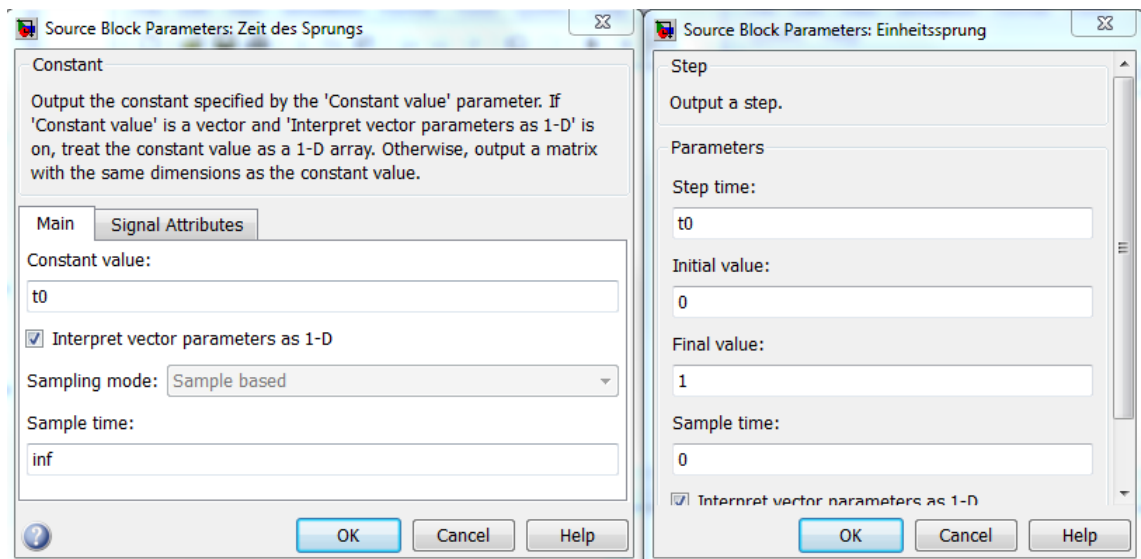 Source Block Parameters: Zeit des Sprungs
Constant
Output the constant specified by the 'Constant value' parameter. If
'Constant value' is a vector and 'Interpret vector parameters as 1-D' is
on, treat the constant value as a 1-D array. Otherwise, output a matrix
with the same dimensions as the constant value.
Main Signal Attributes
Constant value:
t0
Interpret vector parameters as 1-D
Sampling mode: Sample based
Sample time:
inf
OK Cancel Help
Source Block Parameters: Einheitssprung
Step
Output a step.
Parameters
Step time:
t0
Initial value:
0
Final value:
1
Sample time:
0
Interpret vector parameters as 1-D
OK Cancel Help